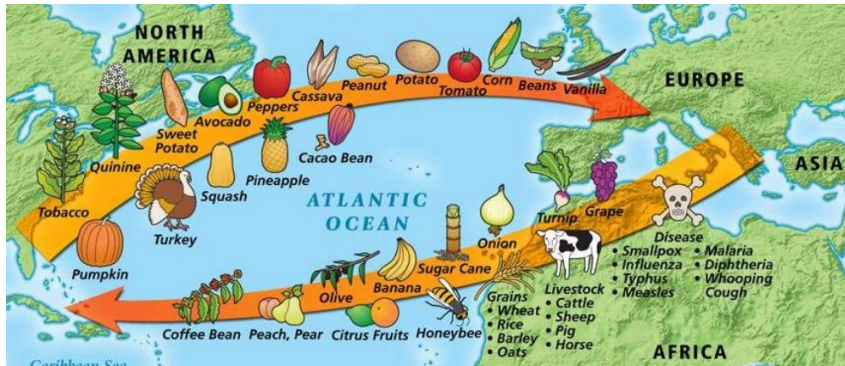 NORTH
AMERICA
EUROPE
ASIA
AFRICA
ATLANTIC
OCEAN
Caribbean Sea
Tobacco
Quinine
Sweet
Potato
Avocado
Peppers
Cassava
Peanut
Potato
Tomato
Corn
Beans
Vanilla
Pumpkin
Turkey
Squash
Pineapple
Cacao Bean
Coffee Bean
Peach, Pear
Olive
Citrus Fruits
Banana
Honeybee
Sugar Cane
Onion
Grains
• Wheat
• Rice
• Barley
• Oats
Turnip
Grape
Livestock
• Cattle
• Sheep
• Pig
• Horse
Disease
• Smallpox
• Influenza
• Typhus
• Measles
• Malaria
• Diphtheria
• Whooping
Cough